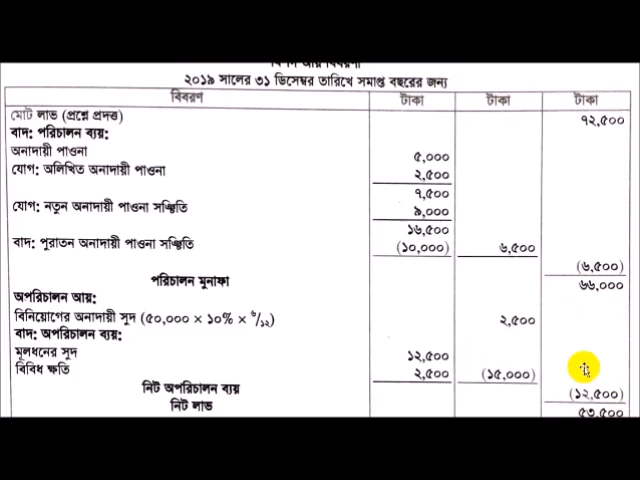 ২০১৯ সালের ৩১ ডিসেম্বর তারিখে সমাপ্ত বছরের জন্য
বিবরণ টাকা টাকা টাকা
মোট লাভ (প্রশ্নে প্রদত্ত) ৭২,৫০০
বাদ: পরিচালন ব্যয়:
অনাদায়ী পাওনা ৫,০০০
যোগ: অলিখিত অনাদায়ী পাওনা ২,৫০০
৭,৫০০
যোগ: নতুন অনাদায়ী পাওনা সঞ্চিতি ৯,০০০
১৬,৫০০
বাদ: পুরাতন অনাদায়ী পাওনা সঞ্চিতি (১০,০০০) ৬,৫০০
(৬,৫০০)
পরিচালন মুনাফা ৬৬,০০০
অপরিচালন আয়:
বিনিয়োগের অনাদায়ী সুদ (৫০,০০০ × ১০% × ৬/১২) ২,৫০০
বাদ: অপরিচালন ব্যয়:
মূলধনের সুদ ১২,৫০০
বিবিধ ক্ষতি ২,৫০০ (১৫,০০০)
নিট অপরিচালন ব্যয় (১২,৫০০)
নিট লাভ ৫৩,৫০০